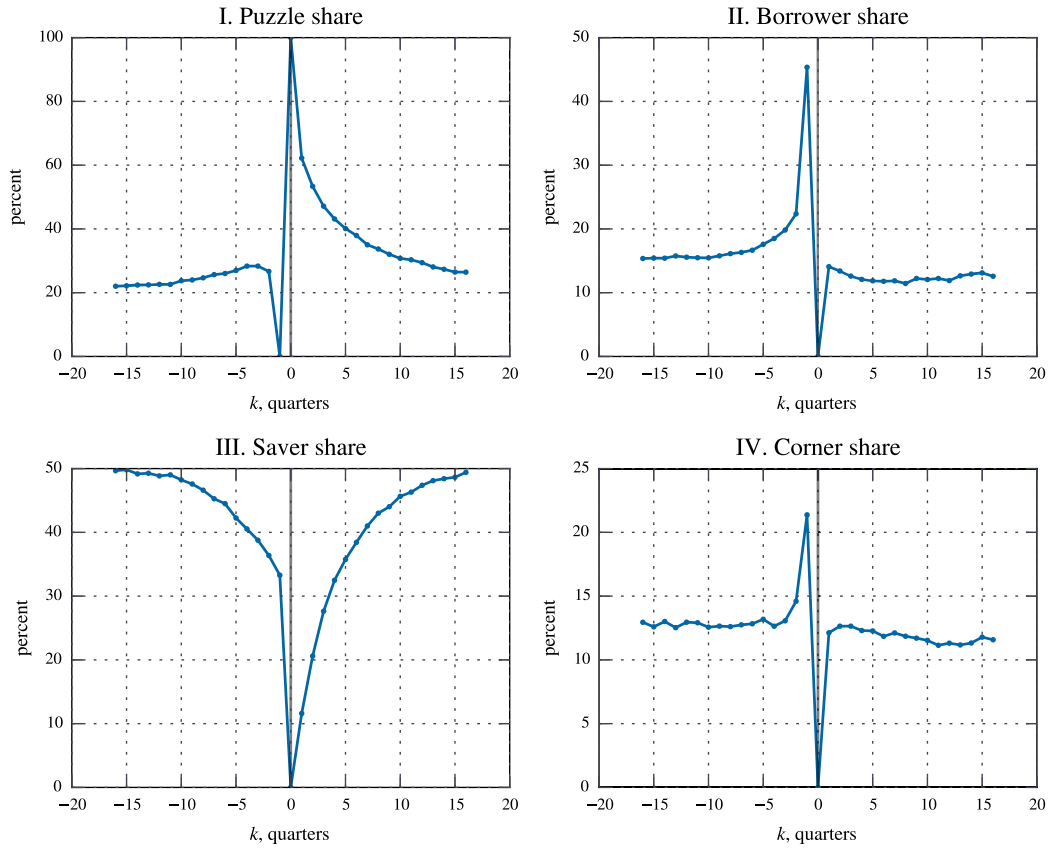 I. Puzzle share
100
80
60
40
20
0
percent
−20 −15 −10 −5 0 5 10 15 20
k, quarters
II. Borrower share
50
40
30
20
10
0
percent
−20 −15 −10 −5 0 5 10 15 20
k, quarters
III. Saver share
50
40
30
20
10
0
percent
−20 −15 −10 −5 0 5 10 15 20
k, quarters
IV. Corner share
25
20
15
10
5
0
percent
−20 −15 −10 −5 0 5 10 15 20
k, quarters